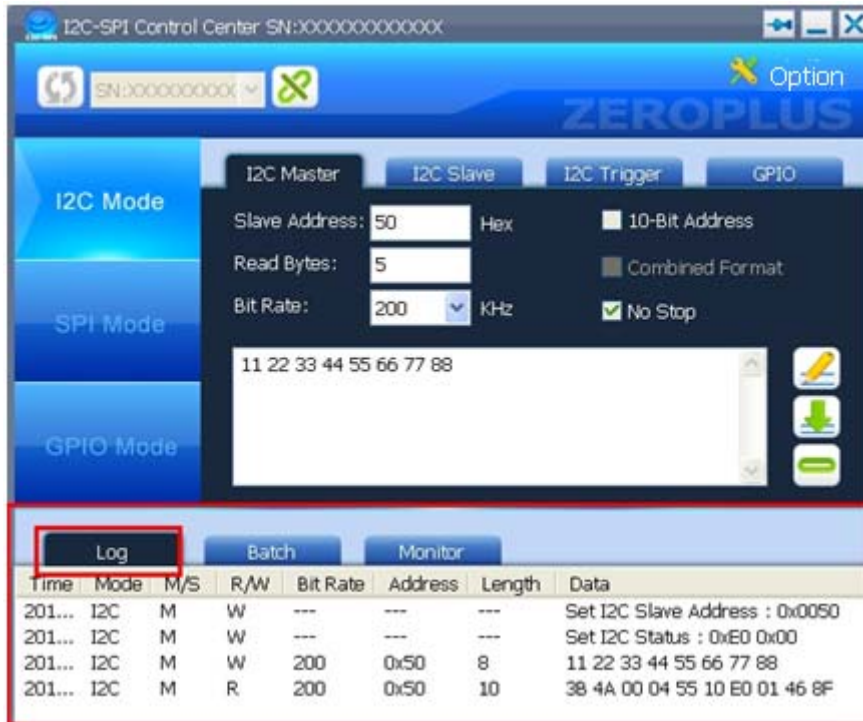 I2C-SPI Control Center SN:XXXXXXXXXXXXX
SN:XXXXXXXXXX
Option
ZEROPLUS
I2C Mode
SPI Mode
GPIO Mode
I2C Master I2C Slave I2C Trigger GPIO
Slave Address: 50 Hex 10-Bit Address
Read Bytes: 5 Combined Format
Bit Rate: 200 KHz No Stop
11 22 33 44 55 66 77 88
Log Batch Monitor
Time Mode M/S R/W Bit Rate Address Length Data
201... I2C M W --- --- --- Set I2C Slave Address : 0x0050
201... I2C M W --- --- --- Set I2C Status : 0xE0 0x00
201... I2C M W 200 0x50 8 11 22 33 44 55 66 77 88
201... I2C M R 200 0x50 10 3B 4A 00 04 55 10 E0 01 46 8F